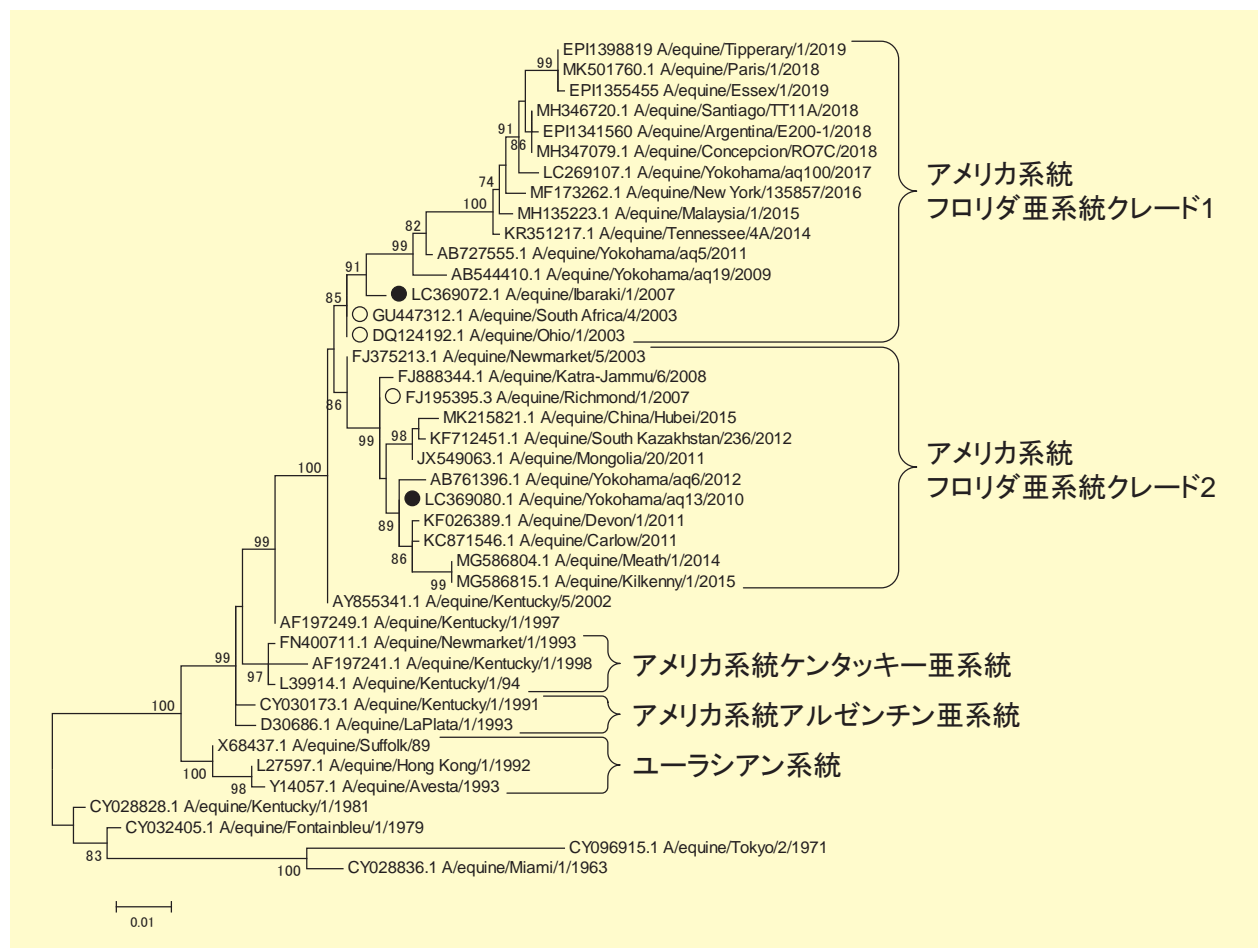 EPI1398819 A/equine/Tipperary/1/2019
99
MK501760.1 A/equine/Paris/1/2018
EPI1355455 A/equine/Essex/1/2019
MH346720.1 A/equine/Santiago/TT11A/2018
91
EPI1341560 A/equine/Argentina/E200-1/2018
86
MH347079.1 A/equine/Concepcion/RO7C/2018
LC269107.1 A/equine/Yokohama/aq100/2017
アメリカ系統
フロリダ亜系統クレード1
74
MF173262.1 A/equine/New York/135857/2016
100
MH135223.1 A/equine/Malaysia/1/2015
82
KR351217.1 A/equine/Tennessee/4A/2014
99
AB727555.1 A/equine/Yokohama/aq5/2011
91
AB544410.1 A/equine/Yokohama/aq19/2009
85
LC369072.1 A/equine/Ibaraki/1/2007
GU447312.1 A/equine/South Africa/4/2003
DQ124192.1 A/equine/Ohio/1/2003
FJ375213.1 A/equine/Newmarket/5/2003
FJ888344.1 A/equine/Katra-Jammu/6/2008
86
FJ195395.3 A/equine/Richmond/1/2007
MK215821.1 A/equine/China/Hubei/2015
99
98
KF712451.1 A/equine/South Kazakhstan/236/2012
JX549063.1 A/equine/Mongolia/20/2011
アメリカ系統
フロリダ亜系統クレード2
100
AB761396.1 A/equine/Yokohama/aq6/2012
LC369080.1 A/equine/Yokohama/aq13/2010
89
KF026389.1 A/equine/Devon/1/2011
KC871546.1 A/equine/Carlow/2011
86
MG586804.1 A/equine/Meath/1/2014
99
MG586815.1 A/equine/Kilkenny/1/2015
99
AY855341.1 A/equine/Kentucky/5/2002
AF197249.1 A/equine/Kentucky/1/1997
FN400711.1 A/equine/Newmarket/1/1993
99
AF197241.1 A/equine/Kentucky/1/1998
アメリカ系統ケンタッキー亜系統
97
L39914.1 A/equine/Kentucky/1/94
100
CY030173.1 A/equine/Kentucky/1/1991
アメリカ系統アルゼンチン亜系統
D30686.1 A/equine/LaPlata/1/1993
X68437.1 A/equine/Suffolk/89
100
L27597.1 A/equine/Hong Kong/1/1992
ユーラシアン系統
98
Y14057.1 A/equine/Avesta/1993
CY028828.1 A/equine/Kentucky/1/1981
CY032405.1 A/equine/Fontainbleu/1/1979
83
CY096915.1 A/equine/Tokyo/2/1971
100
CY028836.1 A/equine/Miami/1/1963
0.01